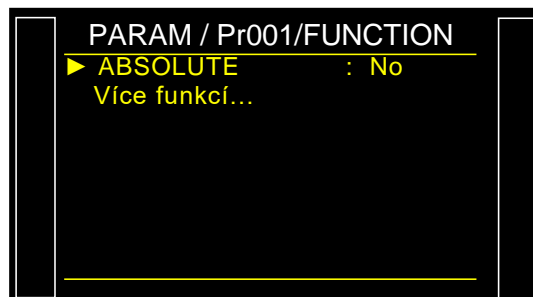 PARAM / Pr001/FUNCTION
► ABSOLUTE : No
Více funkcí…